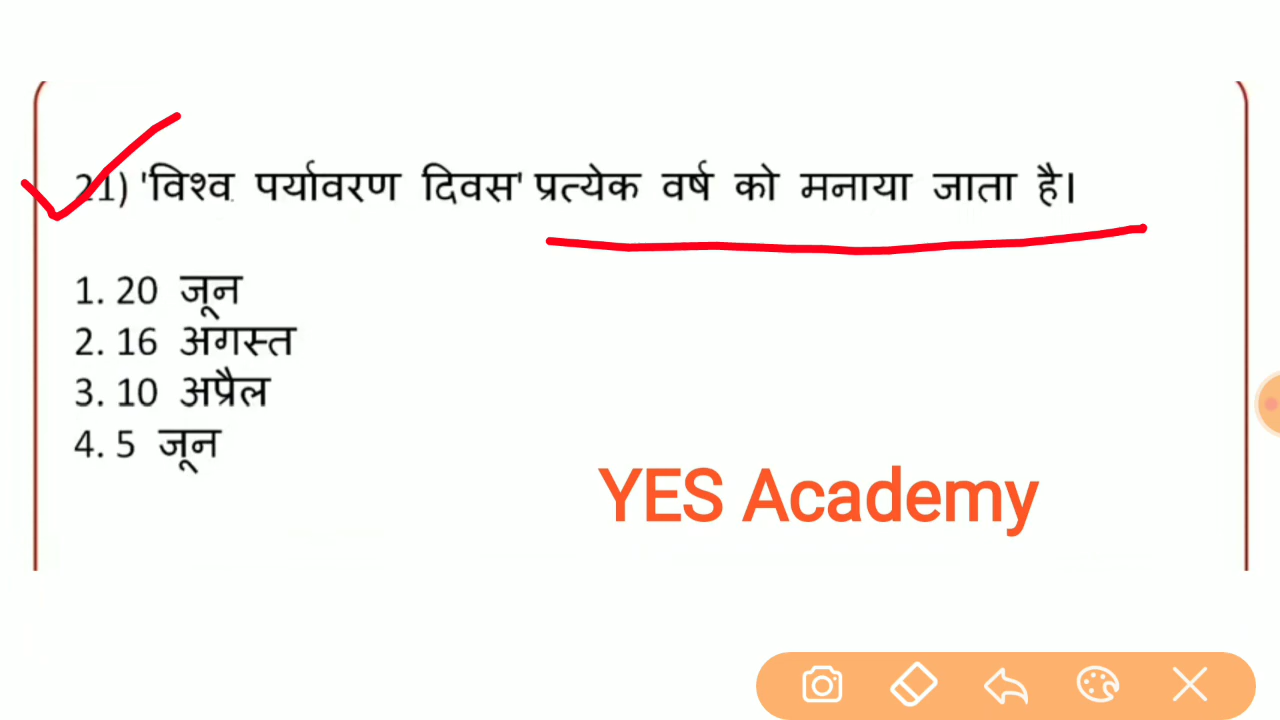 21) 'विश्व पर्यावरण दिवस' प्रत्येक वर्ष को मनाया जाता है।
1. 20 जून
2. 16 अगस्त
3. 10 अप्रैल
4. 5 जून
YES Academy